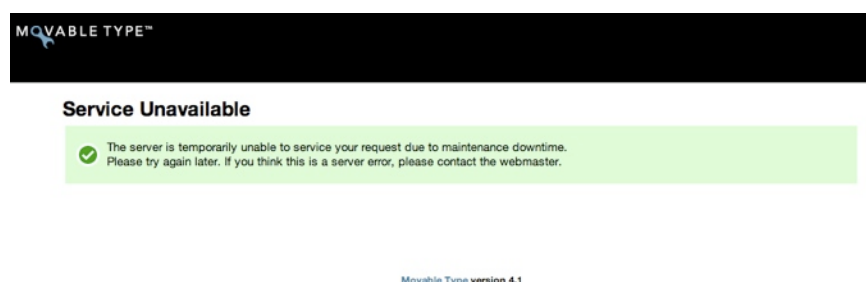 MOVABLE TYPE™
Service Unavailable
The server is temporarily unable to service your request due to maintenance downtime.
Please try again later. If you think this is a server error, please contact the webmaster.
Movable Type version 4.1